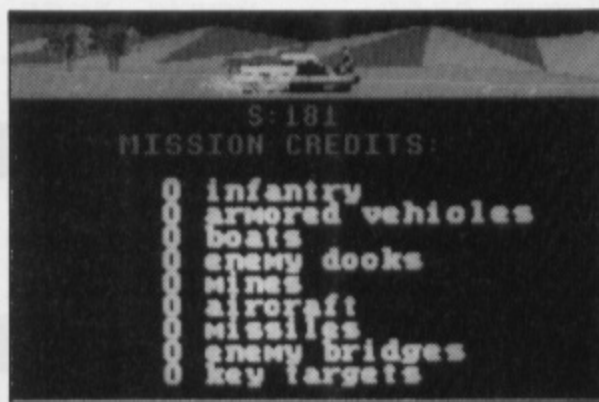 S:181
MISSION CREDITS:
0 infantry
0 armored vehicles
0 boats
0 enemy docks
0 mines
0 aircraft
0 missiles
0 enemy bridges
0 key targets